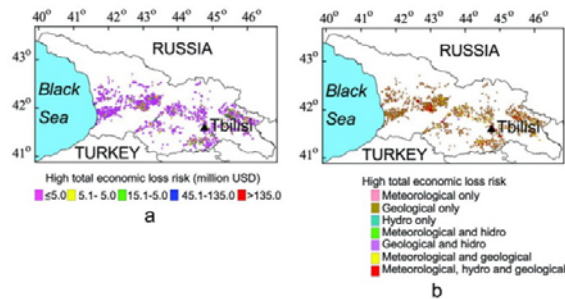 40° 41° 42° 43° 44° 45° 46°
43°
42°
41°
RUSSIA
Black
Sea
Tbilisi
TURKEY
High total economic loss risk (million USD)
≤5.0 5.1- 5.0 15.1-5.0 45.1-135.0 >135.0
a
40° 41° 42° 43° 44° 45° 46°
43°
42°
41°
RUSSIA
Black
Sea
Tbilisi
TURKEY
High total economic loss risk
Meteorological only
Geological only
Hydro only
Meteorological and hidro
Geological and hidro
Meteorological and geological
Meteorological, hydro and geological
b